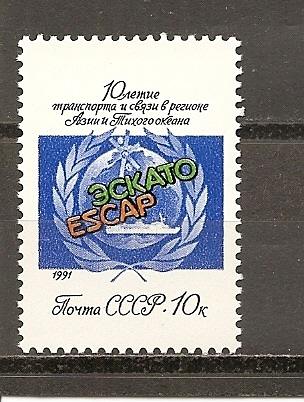 10летие
транспорта и связи в регионе
Азии и Тихого океана
ЭСКАТО
ESCAP
1991
Почта СССР·10к